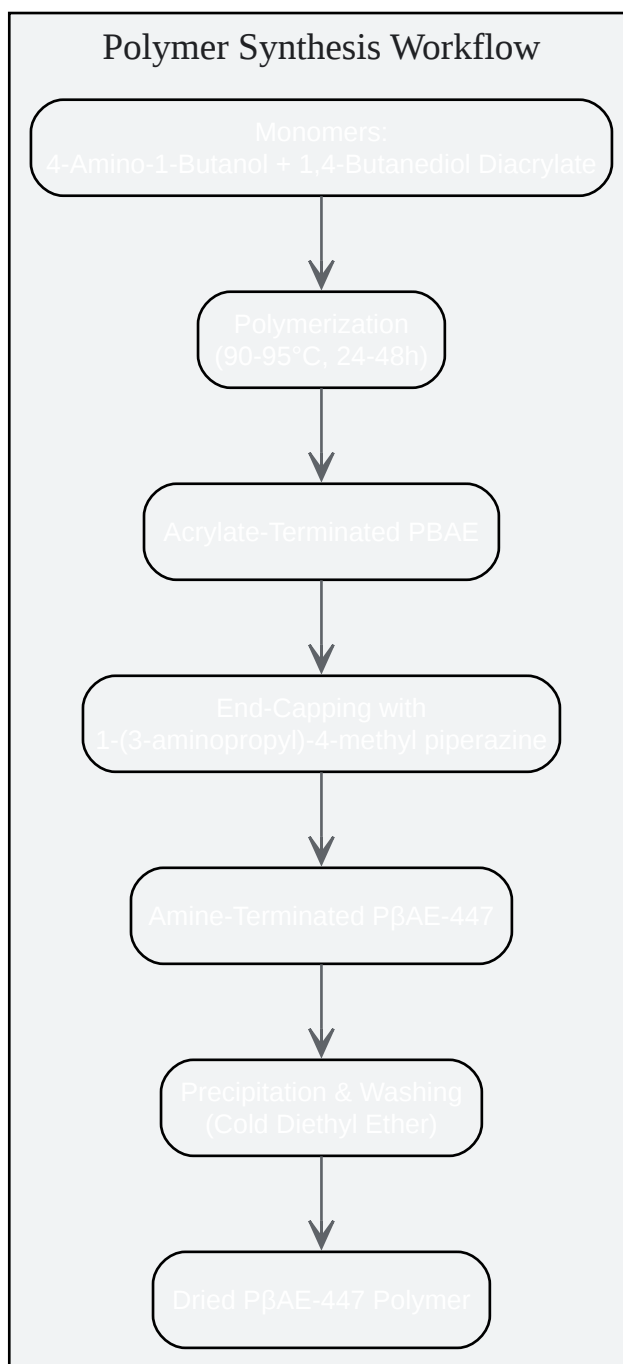 Polymer Synthesis Workflow
Monomers:
4-Amino-1-Butanol + 1,4-Butanediol Diacrylate
Polymerization
(90-95°C, 24-48h)
Acrylate-Terminated PBAE
End-Capping with
1-(3-aminopropyl)-4-methyl piperazine
Amine-Terminated PβAE-447
Precipitation & Washing
(Cold Diethyl Ether)
Dried PβAE-447 Polymer